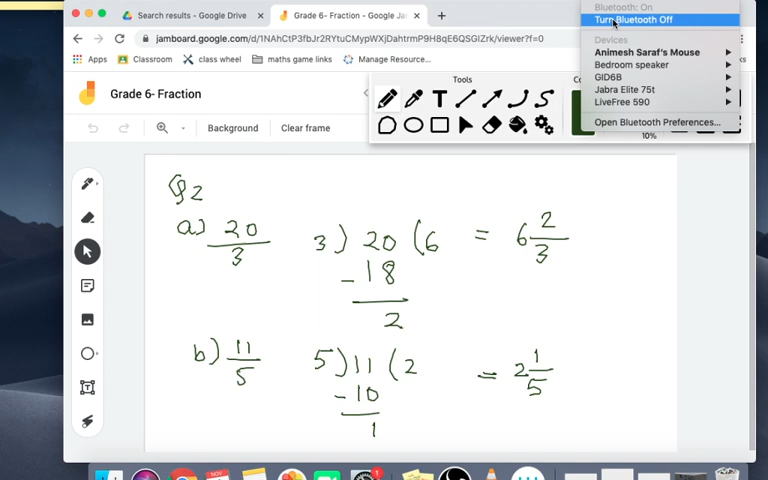 Search results - Google Drive
Grade 6- Fraction - Google Ja
Bluetooth: On
Turn Bluetooth Off
Devices
Animesh Saraf's Mouse
Bedroom speaker
GID6B
Jabra Elite 75t
LiveFree 590
Open Bluetooth Preferences...
10%
jamboard.google.com/d/1NAhCtP3fbJr2RYtuCMypWXjDahtrmP9H8qE6QSGlZrk/viewer?f=0
Apps
Classroom
class wheel
maths game links
Manage Resource...
Tools
Grade 6- Fraction
Background
Clear frame
Q2
a) 20/3 3) 20 (6 = 6 2/3
-18
2
b) 11/5 5) 11 (2 = 2 1/5
-10
1
NOV